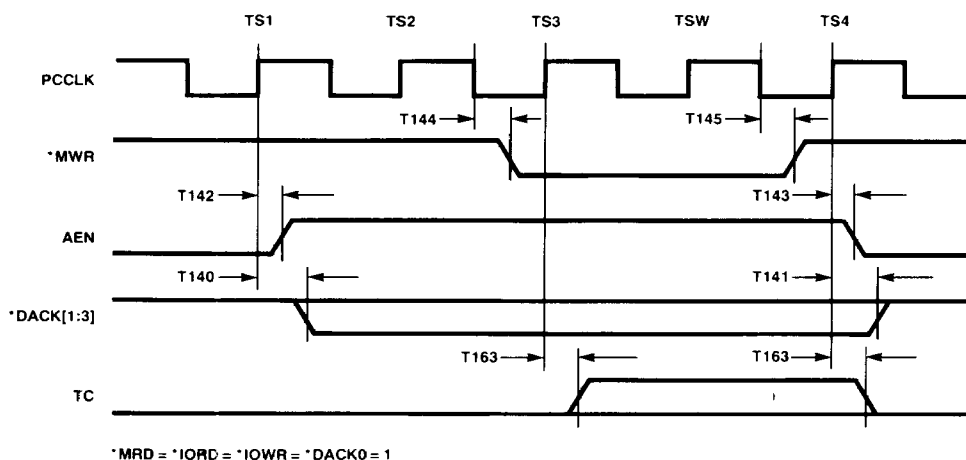 TS1 TS2 TS3 TSW TS4
PCCLK
T144 T145
*MWR
T142 T143
AEN
T140 T141
*DACK[1:3]
T163 T163
TC
*MRD = *IORD = *IOWR = *DACK0 = 1